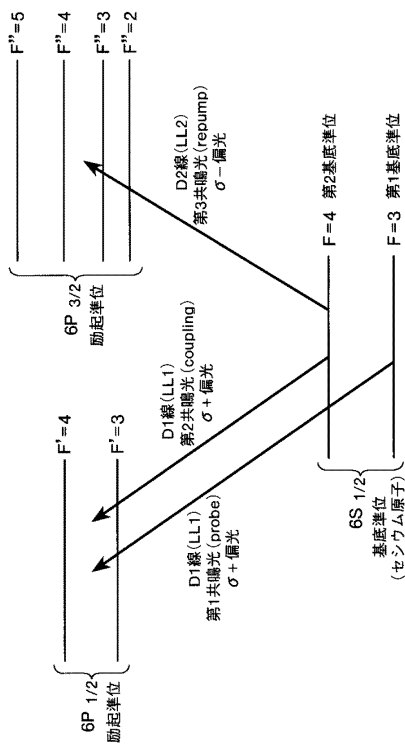 6P 1/2
励起準位
F'=4
F'=3
6P 3/2
励起準位
F"=5
F"=4
F"=3
F"=2
D1線(LL1)
第1共鳴光(probe)
σ+偏光
D1線(LL1)
第2共鳴光(coupling)
σ+偏光
D2線(LL2)
第3共鳴光(repump)
σ−偏光
6S 1/2
基底準位
(セシウム原子)
F=4 第2基底準位
F=3 第1基底準位